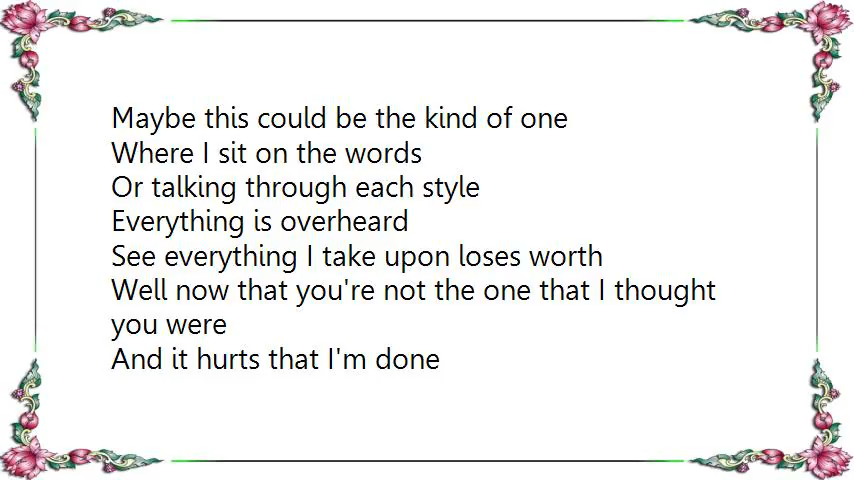 Maybe this could be the kind of one
Where I sit on the words
Or talking through each style
Everything is overheard
See everything I take upon loses worth
Well now that you're not the one that I thought
you were
And it hurts that I'm done